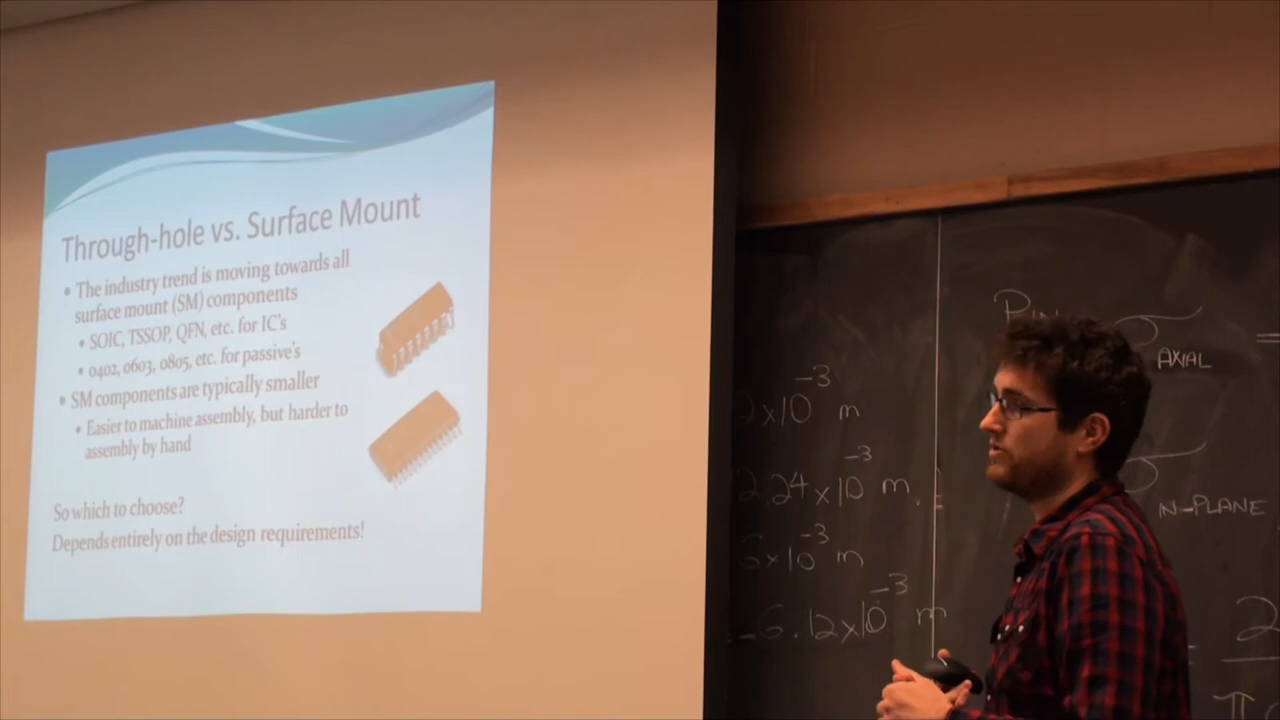 Through-hole vs. Surface Mount
• The industry trend is moving towards all
surface mount (SM) components
• SOIC, TSSOP, QFN, etc. for IC's
• 0402, 0603, 0805, etc. for passive's
• SM components are typically smaller
• Easier to machine assembly, but harder to
assembly by hand
So which to choose?
Depends entirely on the design requirements!
2x10⁻³ m
2.24x10⁻³ m.
6x10⁻³ m
-6.12x10⁻³ m
σ AXIAL =
σ IN-PLANE
2